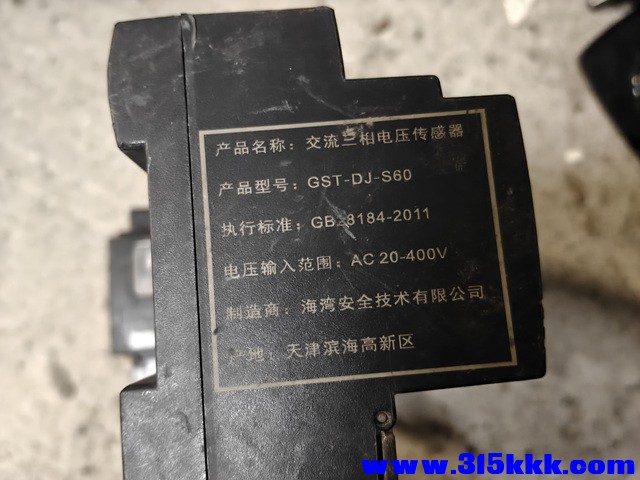 产品名称：交流三相电压传感器
产品型号：GST-DJ-S60
执行标准：GB28184-2011
电压输入范围：AC 20-400V
制造商：海湾安全技术有限公司
产地：天津滨海高新区
www.315kkk.com